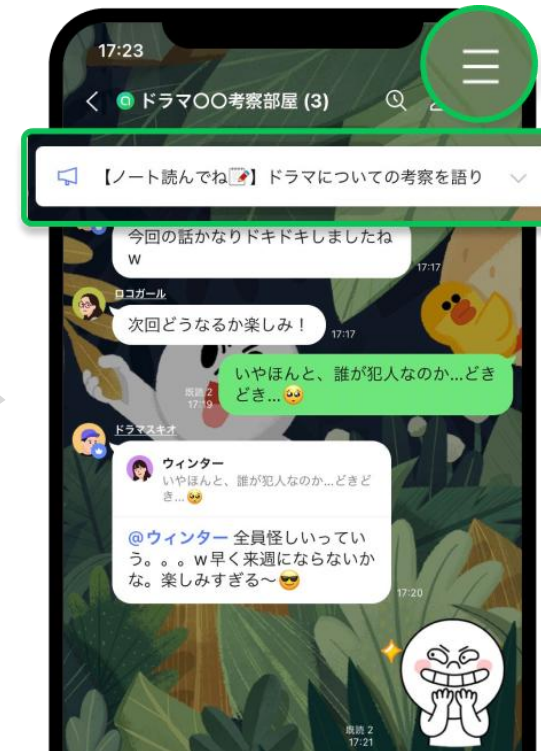 17:23
ドラマ〇〇考察部屋 (3)
【ノート読んでね📝】ドラマについての考察を語り
今回の話かなりドキドキしましたね
w
17:17
ロコガール
次回どうなるか楽しみ！
17:17
いやほんと、誰が犯人なのか...どき
どき...🥺
既読 2
17:19
ドラマスキオ
ウィンター
いやほんと、誰が犯人なのか...どきど
き...🥺
@ウィンター 全員怪しいってい
う。。。w早く来週にならないか
な。楽しみすぎる〜😎
17:20
既読 2
17:21